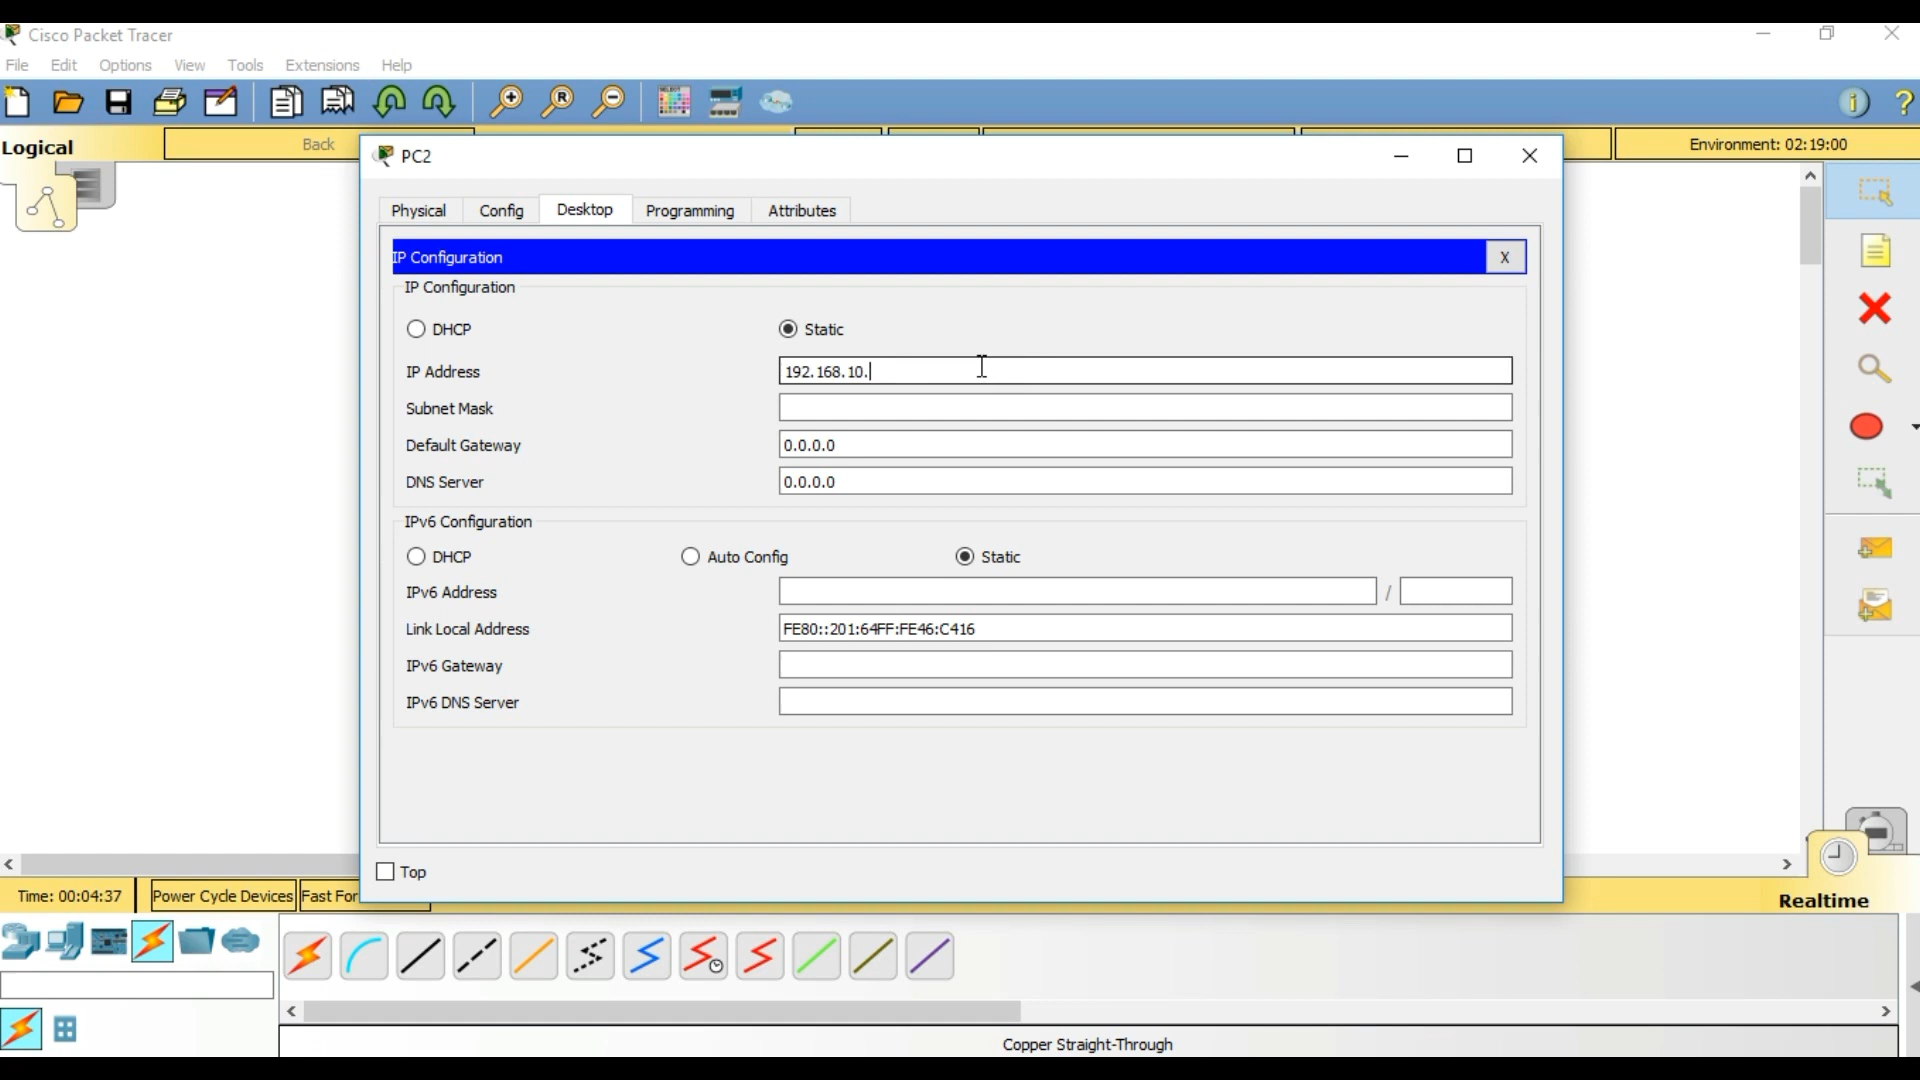 Cisco Packet Tracer
File Edit Options View Tools Extensions Help
SELECT
R
i ?
Logical
Back
Environment: 02:19:00
PC2
Physical Config Desktop Programming Attributes
IP Configuration X
IP Configuration
DHCP Static
IP Address 192.168.10.
Subnet Mask
Default Gateway 0.0.0.0
DNS Server 0.0.0.0
IPv6 Configuration
DHCP Auto Config Static
IPv6 Address /
Link Local Address FE80::201:64FF:FE46:C416
IPv6 Gateway
IPv6 DNS Server
Top
Time: 00:04:37 Power Cycle Devices Fast For
Realtime
Copper Straight-Through